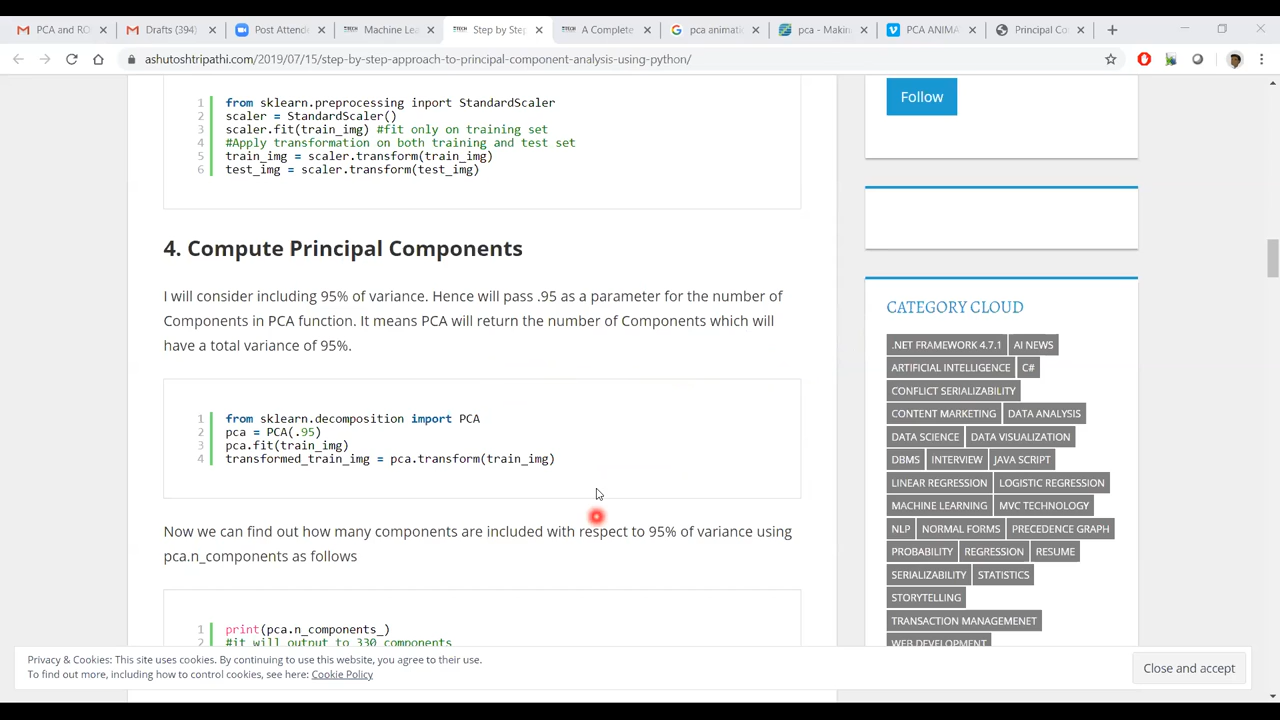 PCA and RO
Drafts (394)
Post Attend
TECH
Machine Lea
TECH
Step by Step
TECH
A Complete
pca animati
pca - Makin
PCA ANIMA
Principal Co
ashutoshtripathi.com/2019/07/15/step-by-step-approach-to-principal-component-analysis-using-python/
1 from sklearn.preprocessing inport StandardScaler
2 scaler = StandardScaler()
3 scaler.fit(train_img) #fit only on training set
4 #Apply transformation on both training and test set
5 train_img = scaler.transform(train_img)
6 test_img = scaler.transform(test_img)
4. Compute Principal Components
I will consider including 95% of variance. Hence will pass .95 as a parameter for the number of
Components in PCA function. It means PCA will return the number of Components which will
have a total variance of 95%.
1 from sklearn.decomposition import PCA
2 pca = PCA(.95)
3 pca.fit(train_img)
4 transformed_train_img = pca.transform(train_img)
Now we can find out how many components are included with respect to 95% of variance using
pca.n_components as follows
1 print(pca.n_components_)
2 #it will output to 330 components
Follow
CATEGORY CLOUD
.NET FRAMEWORK 4.7.1 AI NEWS
ARTIFICIAL INTELLIGENCE C#
CONFLICT SERIALIZABILITY
CONTENT MARKETING DATA ANALYSIS
DATA SCIENCE DATA VISUALIZATION
DBMS INTERVIEW JAVA SCRIPT
LINEAR REGRESSION LOGISTIC REGRESSION
MACHINE LEARNING MVC TECHNOLOGY
NLP NORMAL FORMS PRECEDENCE GRAPH
PROBABILITY REGRESSION RESUME
SERIALIZABILITY STATISTICS
STORYTELLING
TRANSACTION MANAGEMENET
WEB DEVELOPMENT
Privacy & Cookies: This site uses cookies. By continuing to use this website, you agree to their use.
To find out more, including how to control cookies, see here: Cookie Policy
Close and accept